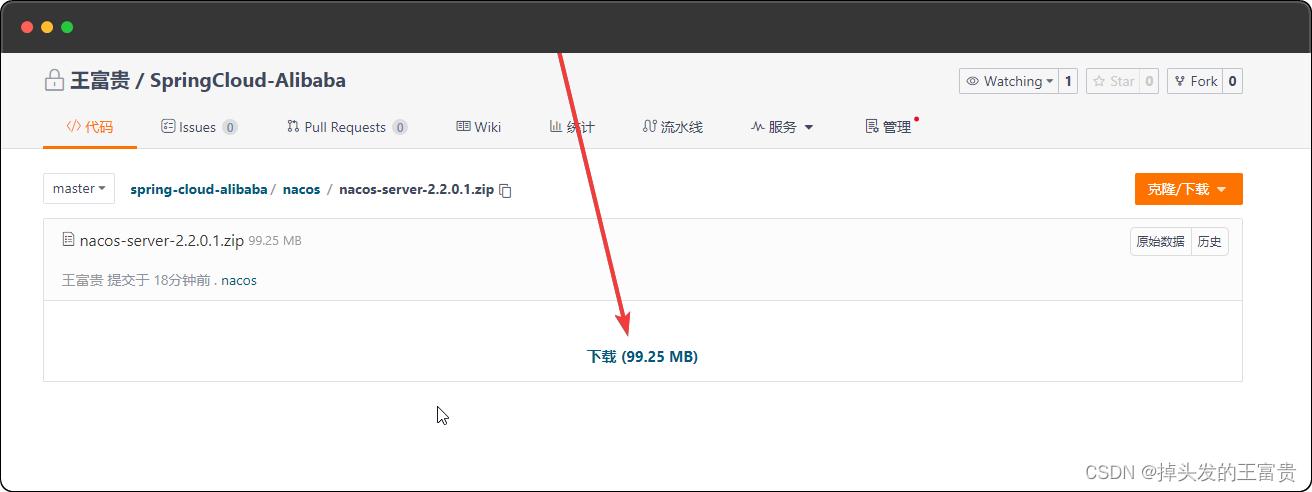 王富贵 / SpringCloud-Alibaba
Watching 1 Star 0 Fork 0
代码 Issues 0 Pull Requests 0 Wiki 统计 流水线 服务 管理
master spring-cloud-alibaba / nacos / nacos-server-2.2.0.1.zip 克隆/下载
nacos-server-2.2.0.1.zip 99.25 MB 原始数据 历史
王富贵 提交于 18分钟前 . nacos
下载 (99.25 MB)
CSDN @掉头发的王富贵